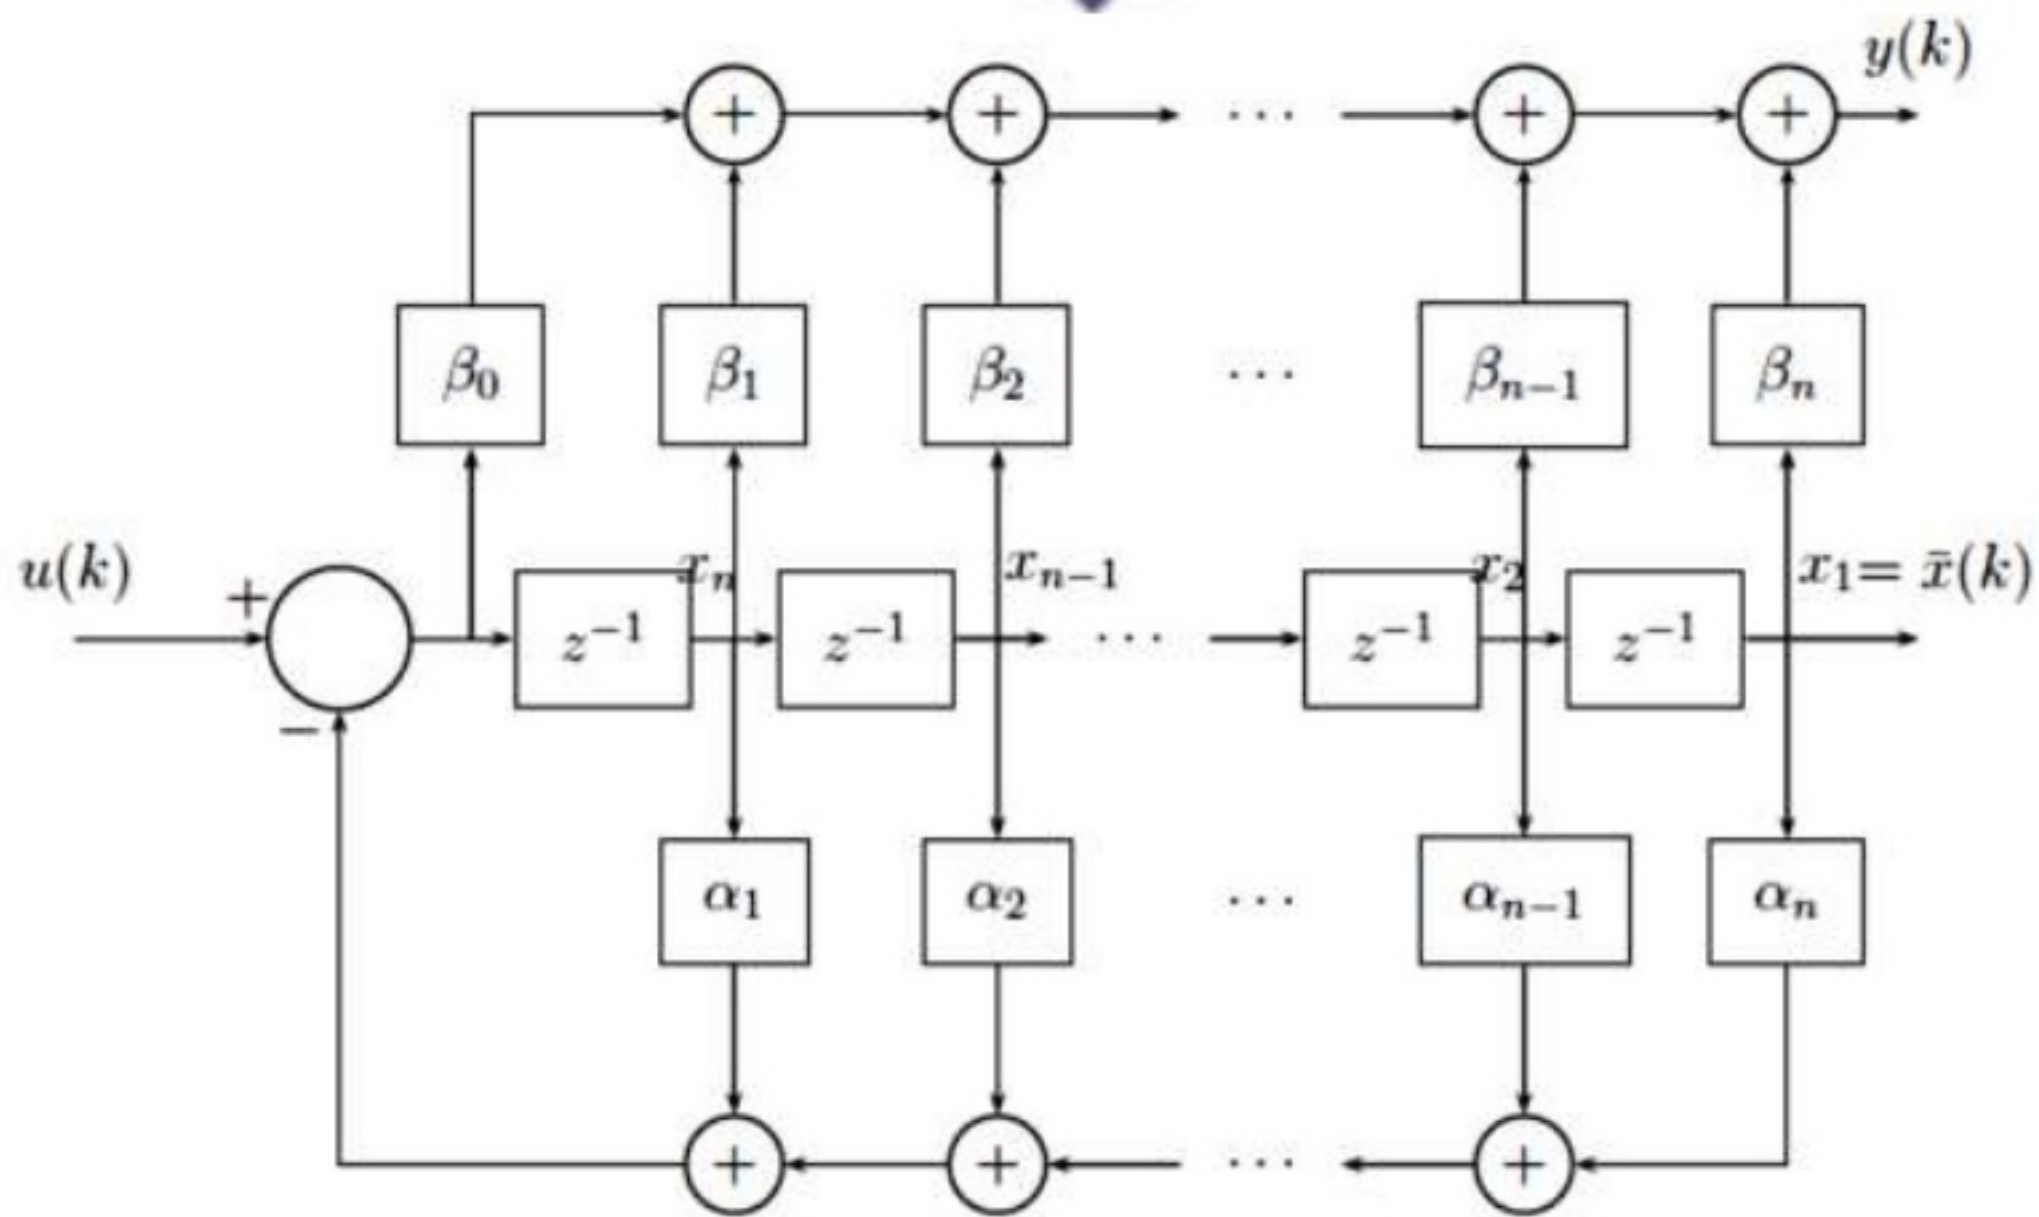 y(k)
+ + ⋯ + +
β₀ β₁ β₂ ⋯ βₙ₋₁ βₙ
u(k) + xₙ xₙ₋₁ x₂ x₁= x̄(k)
z⁻¹ z⁻¹ ⋯ z⁻¹ z⁻¹
−
α₁ α₂ ⋯ αₙ₋₁ αₙ
+ + ⋯ +